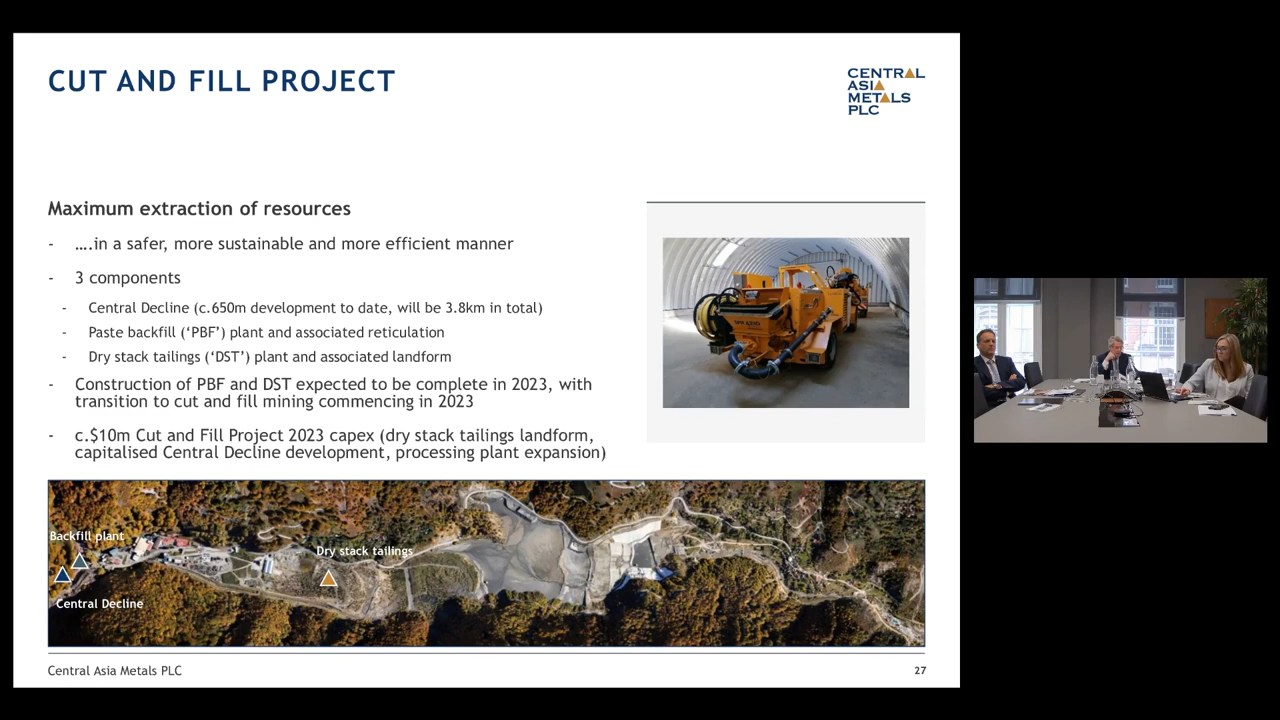 CUT AND FILL PROJECT
CENTRAL
ASIA
METALS
PLC
Maximum extraction of resources
- ….in a safer, more sustainable and more efficient manner
- 3 components
- Central Decline (c.650m development to date, will be 3.8km in total)
- Paste backfill (‘PBF’) plant and associated reticulation
- Dry stack tailings (‘DST’) plant and associated landform
- Construction of PBF and DST expected to be complete in 2023, with
transition to cut and fill mining commencing in 2023
- c.$10m Cut and Fill Project 2023 capex (dry stack tailings landform,
capitalised Central Decline development, processing plant expansion)
Backfill plant
Dry stack tailings
Central Decline
Central Asia Metals PLC
27